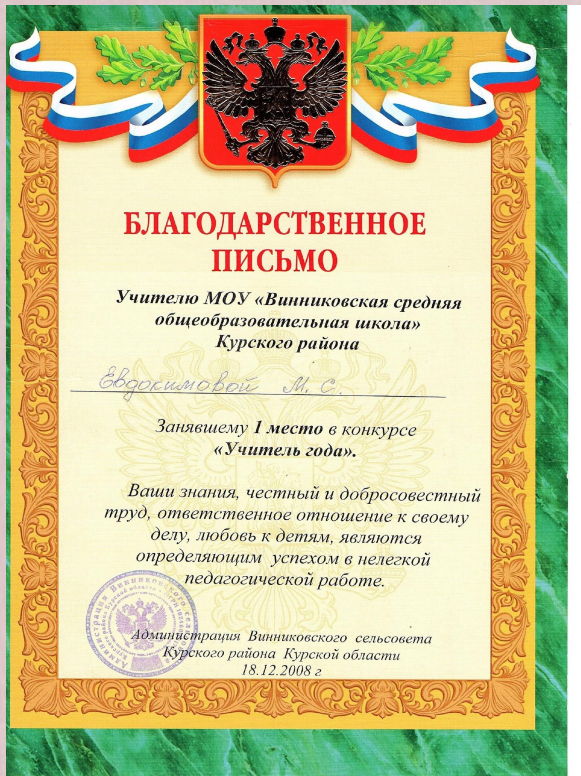 БЛАГОДАРСТВЕННОЕ
ПИСЬМО
Учителю МОУ «Винниковская средняя
общеобразовательная школа»
Курского района
Евдокимовой М. С.
Занявшему 1 место в конкурсе
«Учитель года».
Ваши знания, честный и добросовестный
труд, ответственное отношение к своему
делу, любовь к детям, являются
определяющим успехом в нелегкой
педагогической работе.
Администрация Винниковского сельсовета
Курского района Курской области
18.12.2008 г
Администрация Винниковского